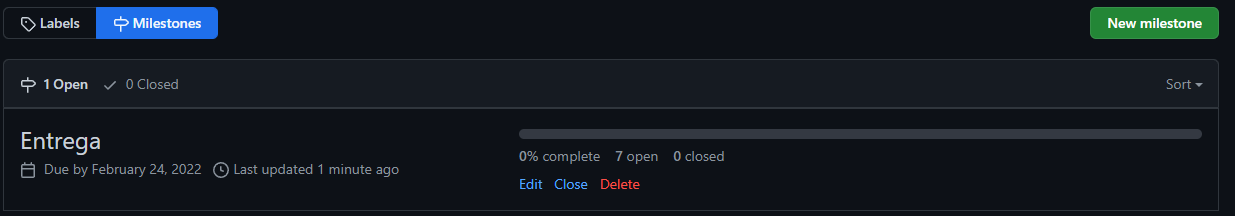 Labels Milestones New milestone
1 Open 0 Closed Sort
Entrega
Due by February 24, 2022 Last updated 1 minute ago
0% complete 7 open 0 closed
Edit Close Delete